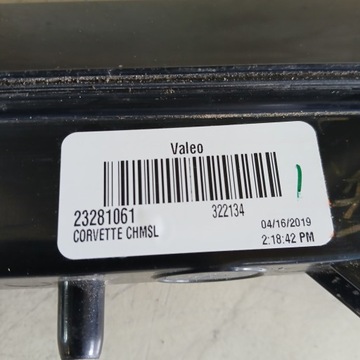 Valeo
23281061 322134
CORVETTE CHMSL 04/16/2019
2:18:42 PM